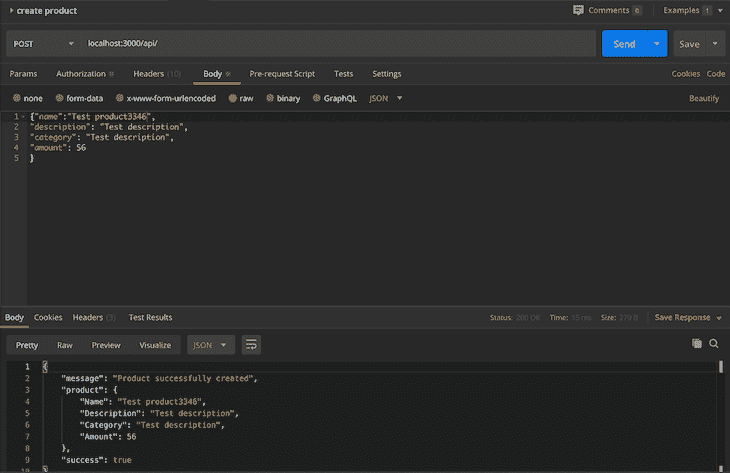 create product
Comments 0
Examples 1
POST
localhost:3000/api/
Send
Save
Params
Authorization
Headers (10)
Body
Pre-request Script
Tests
Settings
Cookies
Code
none
form-data
x-www-form-urlencoded
raw
binary
GraphQL
JSON
Beautify
1 {"name":"Test product3346",
2 "description": "Test description",
3 "category": "Test description",
4 "amount": 56
5 }
Body
Cookies
Headers (3)
Test Results
Status: 200 OK
Time: 15 ms
Size: 279 B
Save Response
Pretty
Raw
Preview
Visualize
JSON
1 {
2 "message": "Product successfully created",
3 "product": {
4 "Name": "Test product3346",
5 "Description": "Test description",
6 "Category": "Test description",
7 "Amount": 56
8 },
9 "success": true
10 }